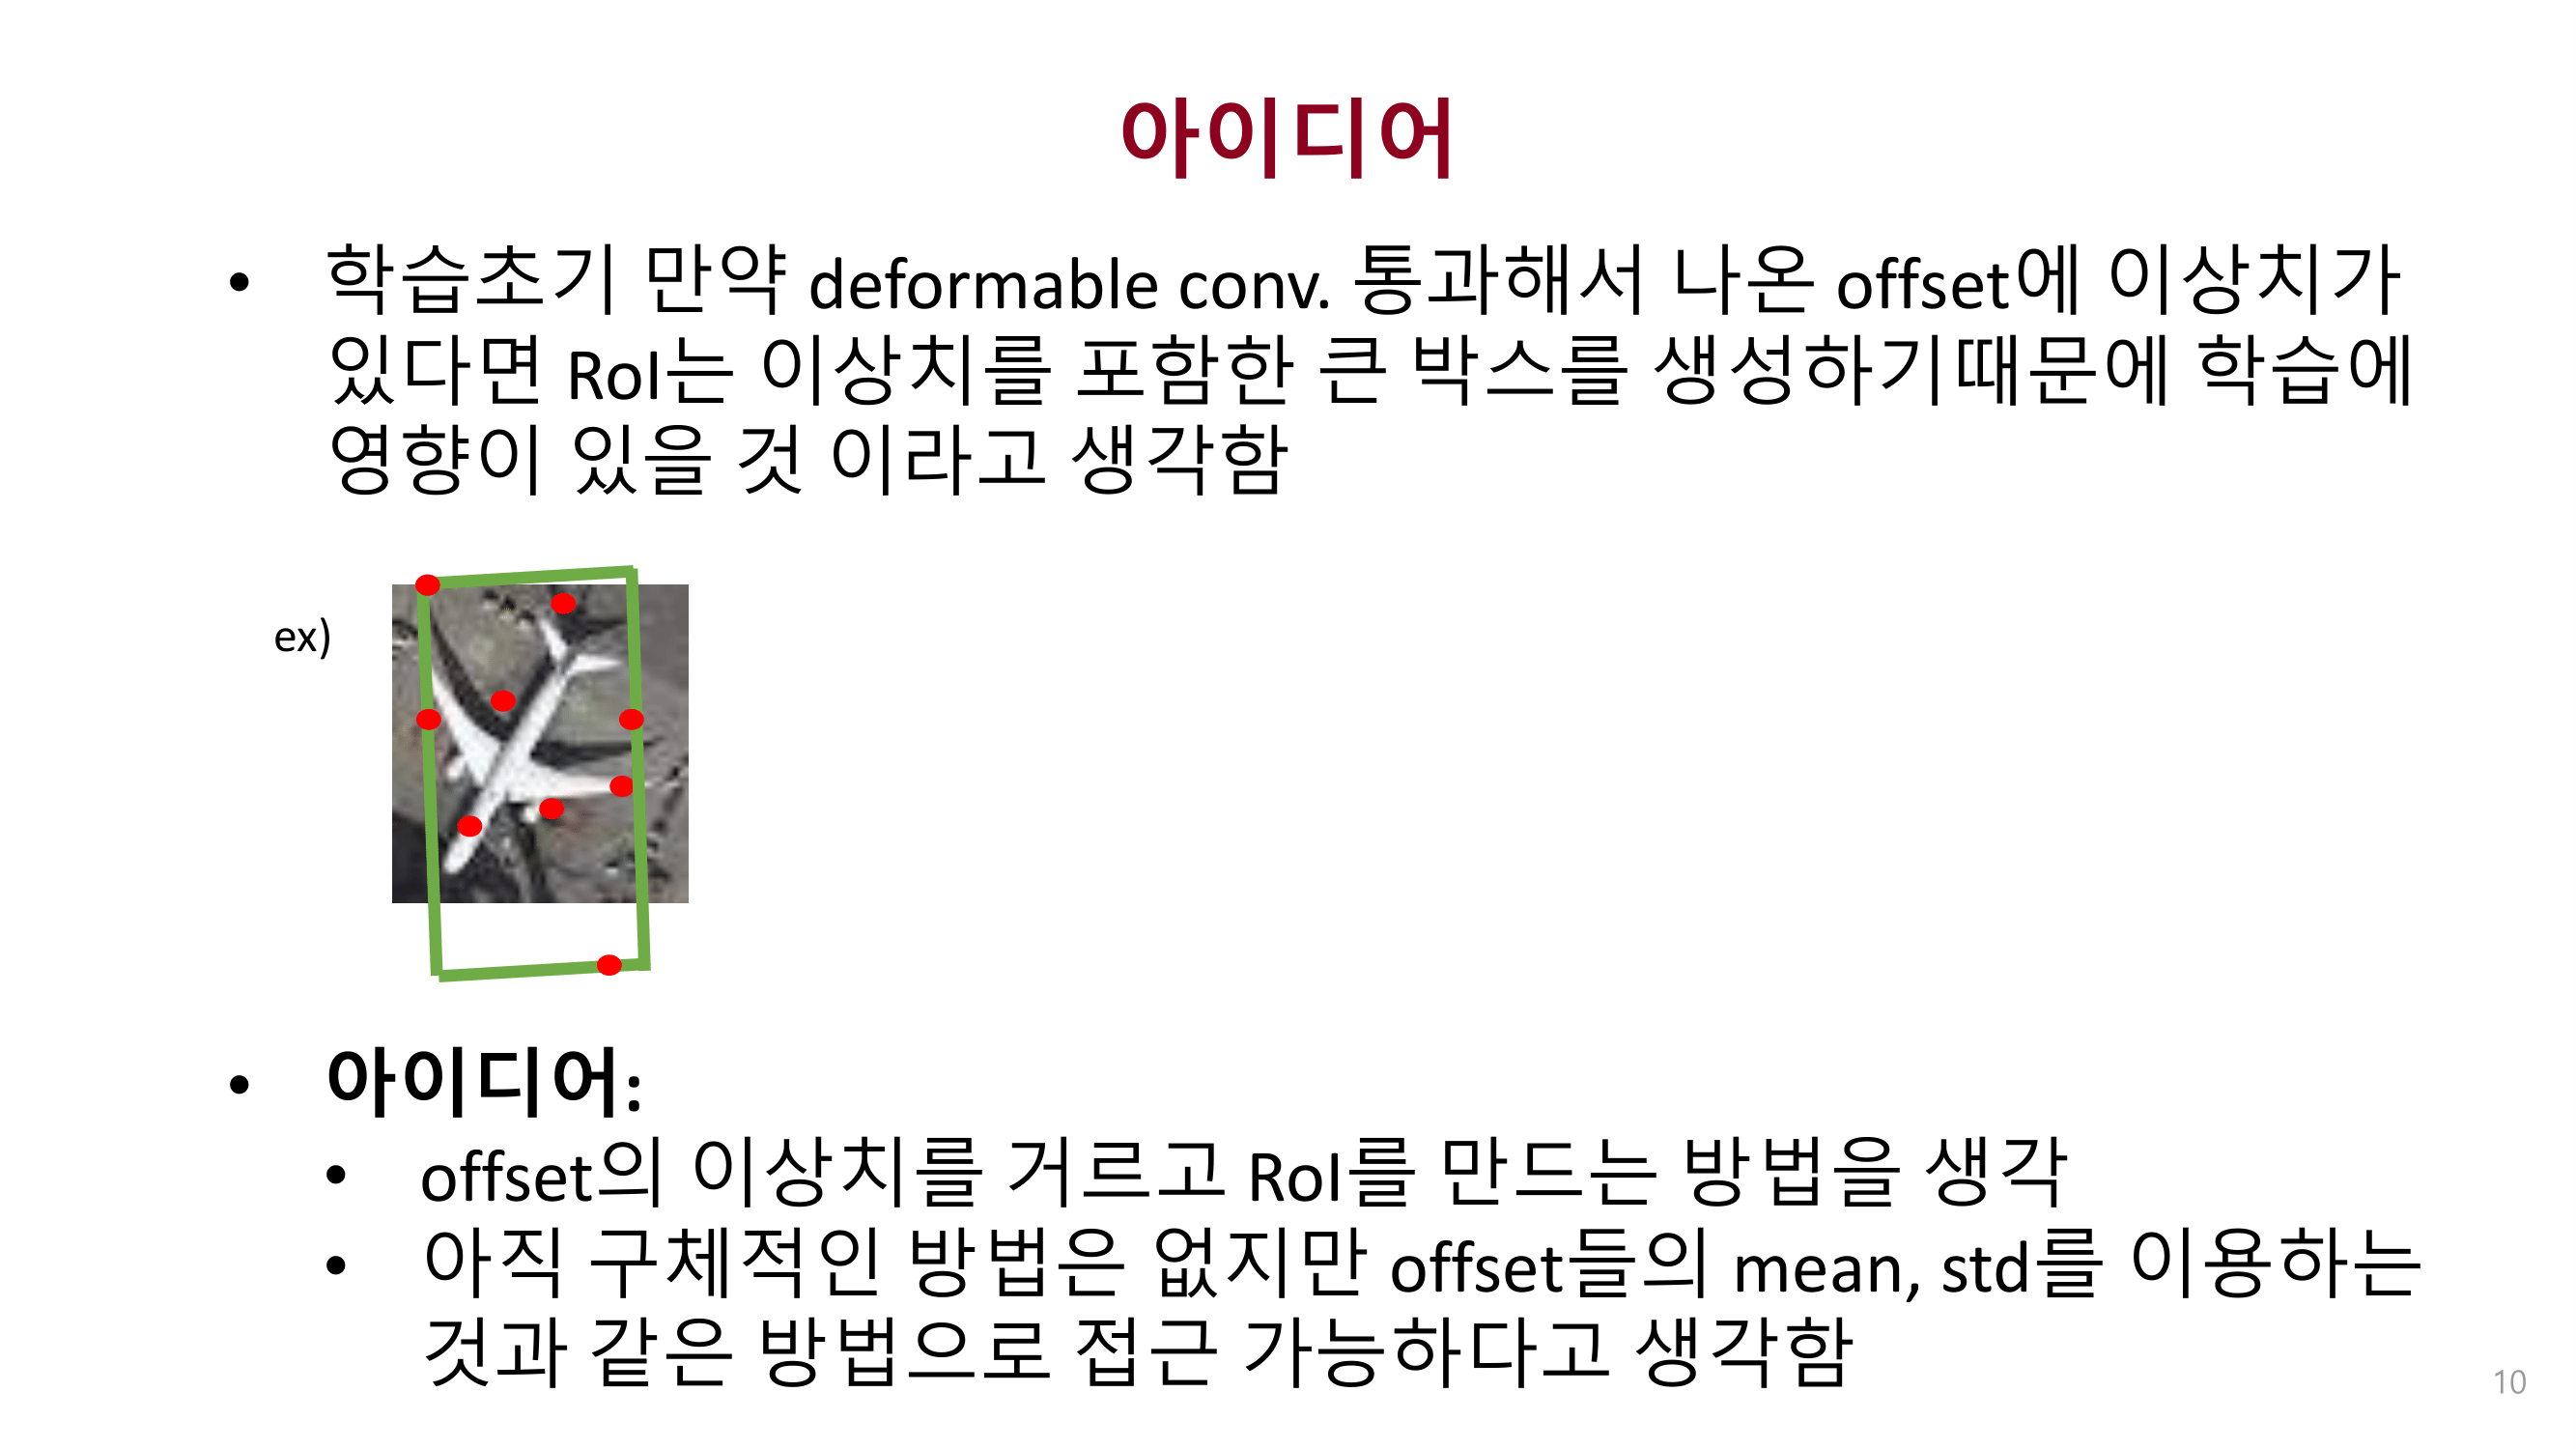 아이디어
• 학습초기 만약 deformable conv. 통과해서 나온 offset에 이상치가
있다면 RoI는 이상치를 포함한 큰 박스를 생성하기때문에 학습에
영향이 있을 것 이라고 생각함
ex)
• 아이디어:
• offset의 이상치를 거르고 RoI를 만드는 방법을 생각
• 아직 구체적인 방법은 없지만 offset들의 mean, std를 이용하는
것과 같은 방법으로 접근 가능하다고 생각함
10